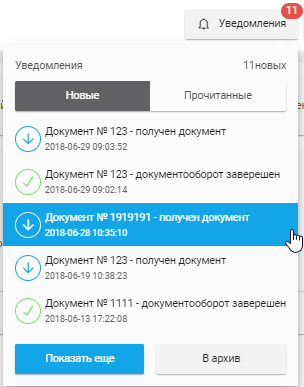 11
Уведомления
Уведомления 11новых
Новые Прочитанные
Документ № 123 - получен документ
2018-06-29 09:03:52
Документ № 123 - документооборот заверешен
2018-06-29 09:02:14
Документ № 1919191 - получен документ
2018-06-28 10:35:10
Документ № 123 - получен документ
2018-06-19 10:38:23
Документ № 1111 - документооборот заверешен
2018-06-13 17:22:08
Показать еще В архив